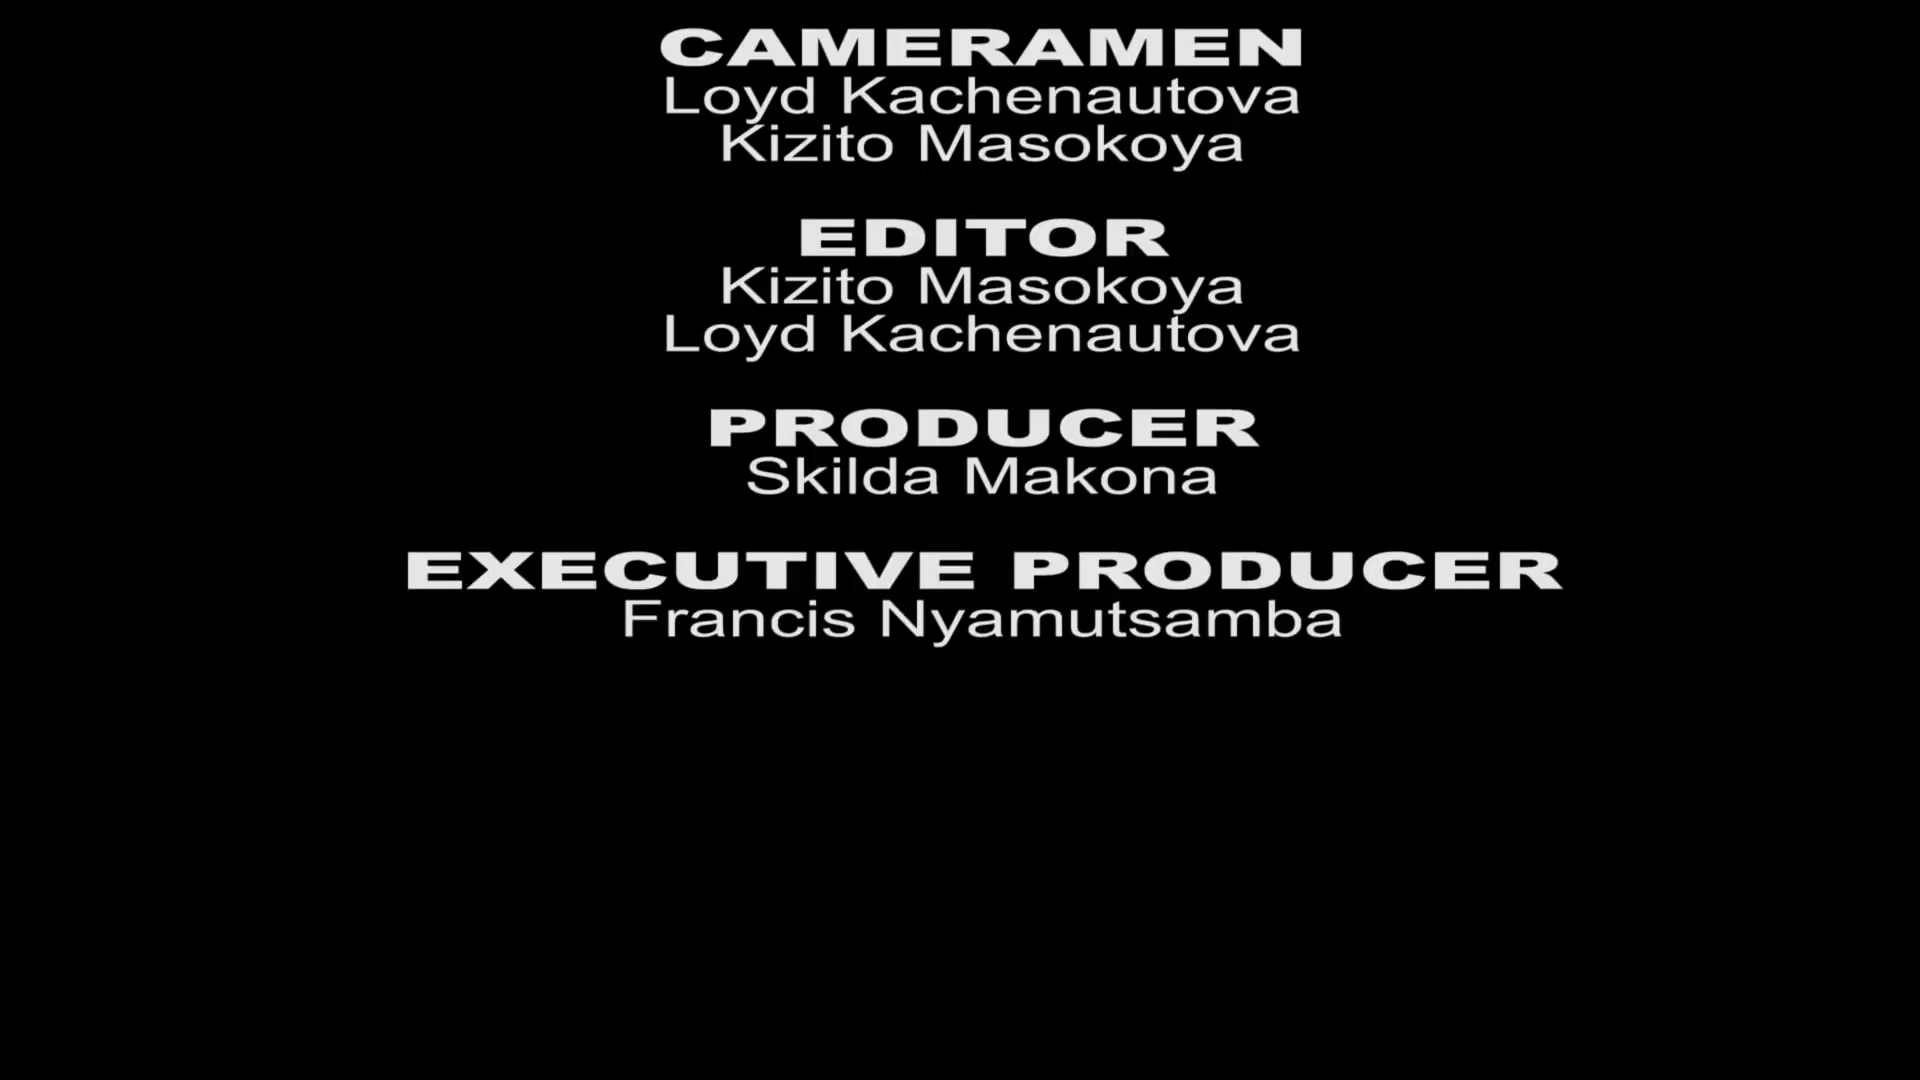 CAMERAMEN
Loyd Kachenautova
Kizito Masokoya
EDITOR
Kizito Masokoya
Loyd Kachenautova
PRODUCER
Skilda Makona
EXECUTIVE PRODUCER
Francis Nyamutsamba